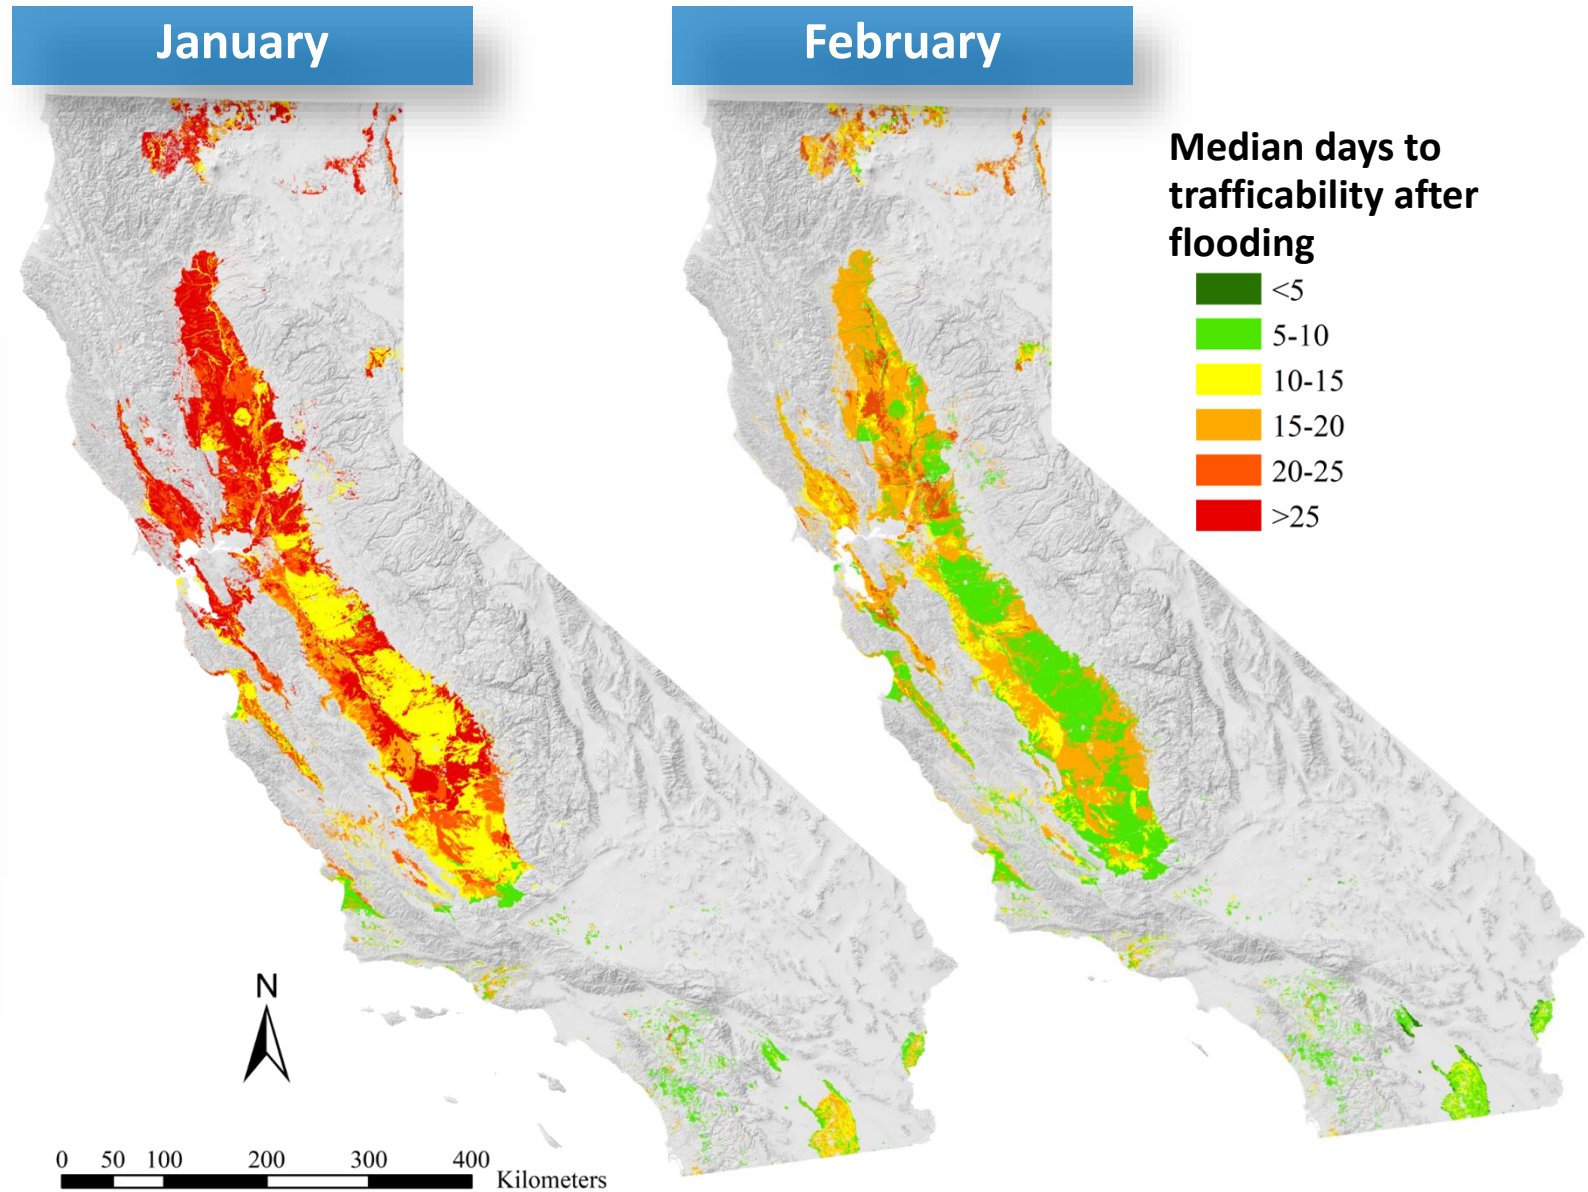 January
February
Median days to
trafficability after
flooding
<5
5-10
10-15
15-20
20-25
>25
N
0 50 100 200 300 400
Kilometers